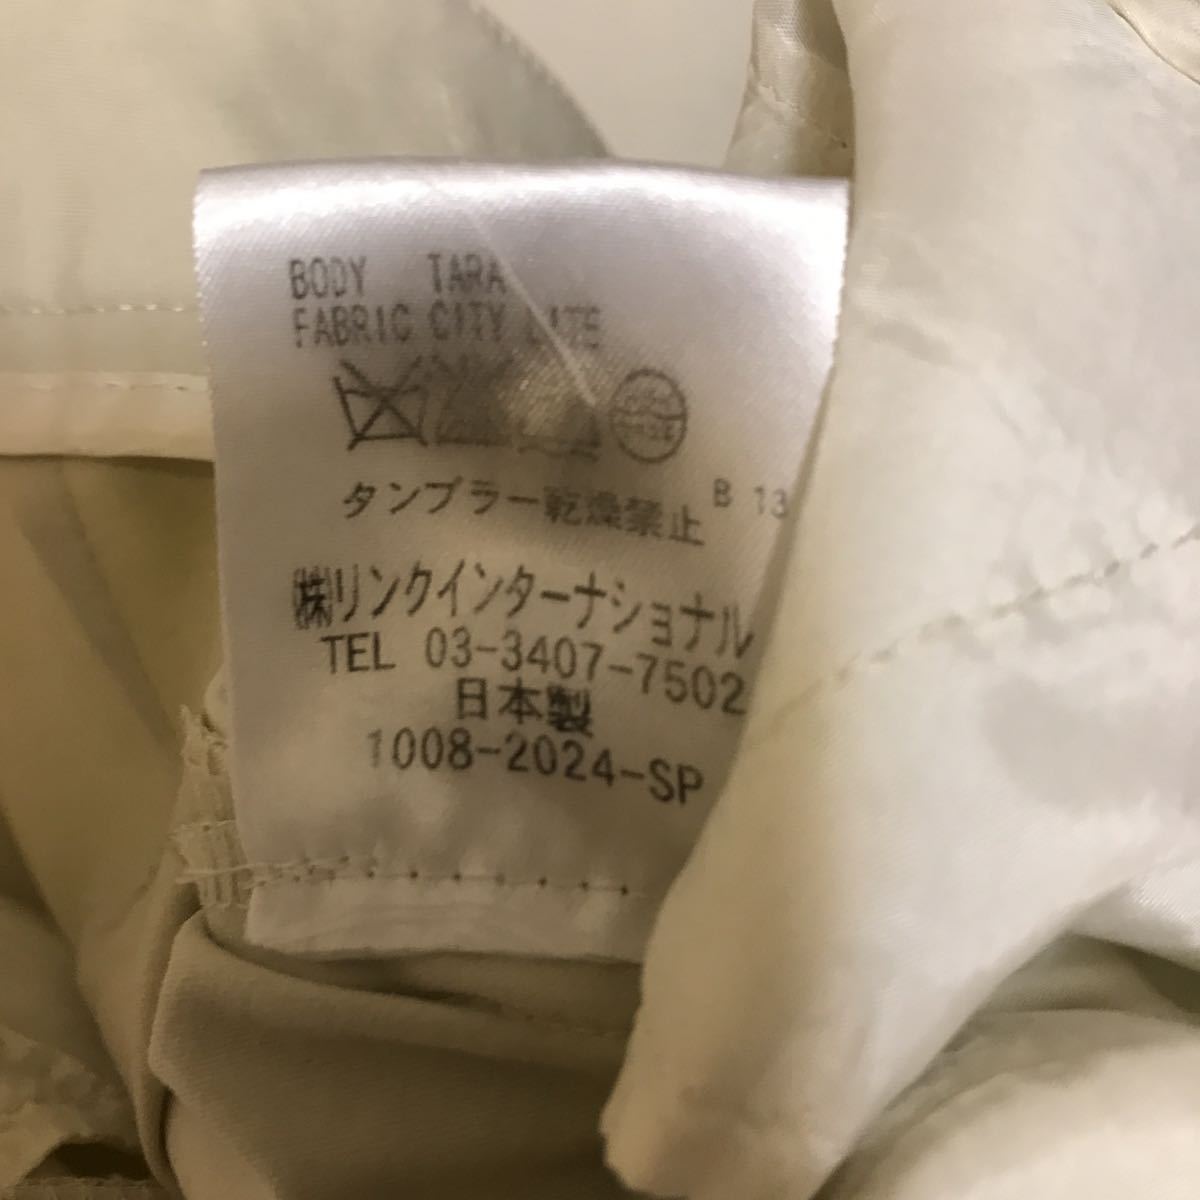 BODY TARA
FABRIC CITY LITE
タンブラー乾燥禁止
B 13
㈱リンクインターナショナル
TEL 03-3407-7502
日本製
1008-2024-SP